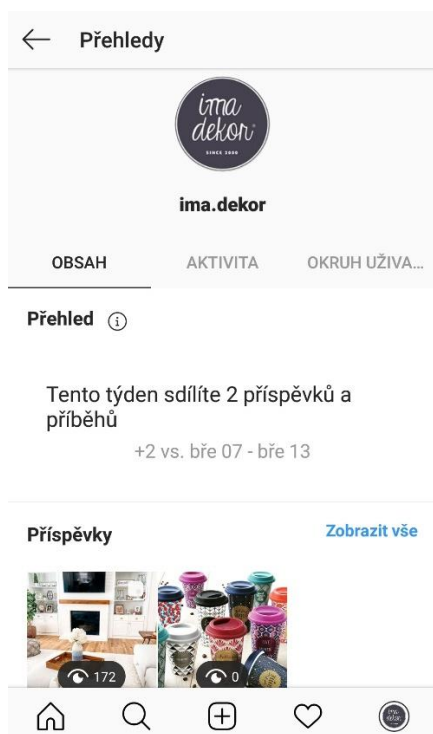 Přehledy
ima
dekor
SINCE 2006
ima.dekor
OBSAH
AKTIVITA
OKRUH UŽIVA...
Přehled
Tento týden sdílíte 2 příspěvků a
příběhů
+2 vs. bře 07 - bře 13
Příspěvky
Zobrazit vše
172
0